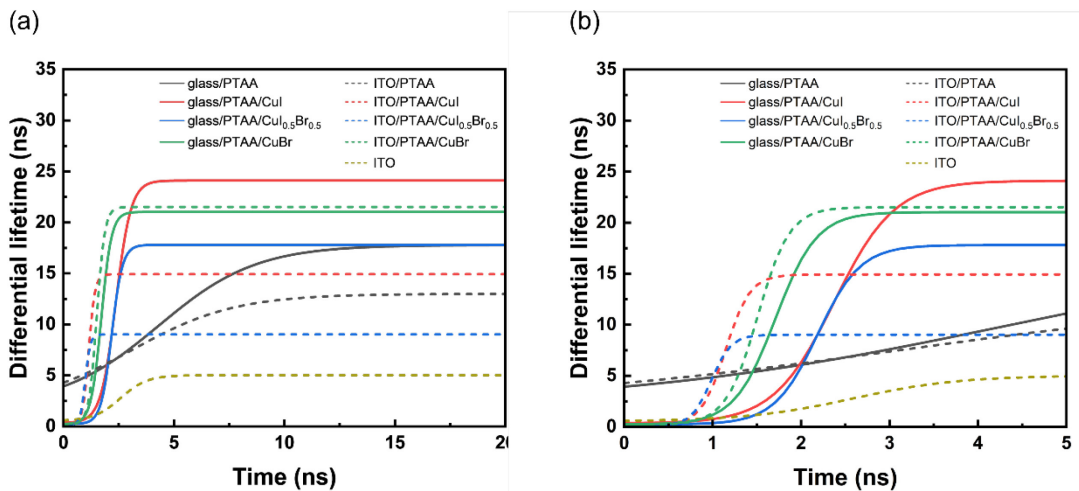 (a)
(b)
Differential lifetime (ns)
35
30
25
20
15
10
5
0
glass/PTAA
glass/PTAA/CuI
glass/PTAA/CuI0.5Br0.5
glass/PTAA/CuBr
ITO/PTAA
ITO/PTAA/CuI
ITO/PTAA/CuI0.5Br0.5
ITO/PTAA/CuBr
ITO
0 5 10 15 20
Time (ns)
Differential lifetime (ns)
35
30
25
20
15
10
5
0
glass/PTAA
glass/PTAA/CuI
glass/PTAA/CuI0.5Br0.5
glass/PTAA/CuBr
ITO/PTAA
ITO/PTAA/CuI
ITO/PTAA/CuI0.5Br0.5
ITO/PTAA/CuBr
ITO
0 1 2 3 4 5
Time (ns)